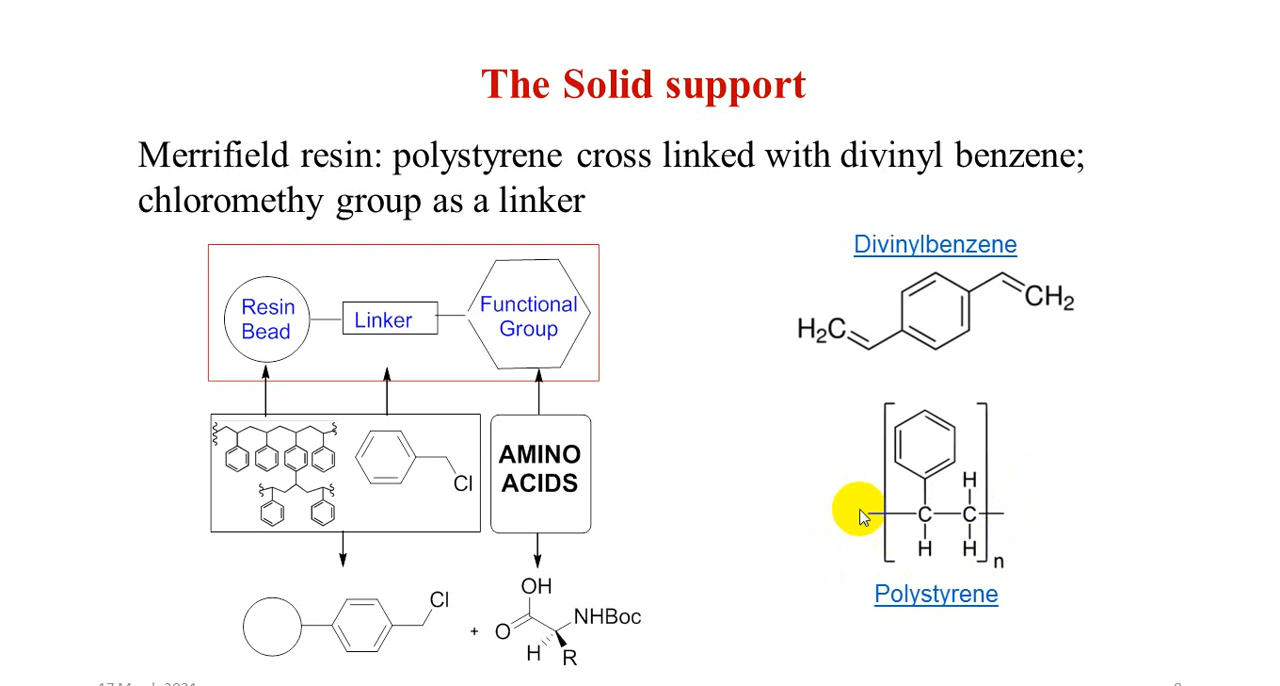 The Solid support
Merrifield resin: polystyrene cross linked with divinyl benzene;
chloromethy group as a linker
Resin
Bead
Linker
Functional
Group
Cl
AMINO
ACIDS
Cl
+
OH
O
NHBoc
H
R
Divinylbenzene
H₂C
CH₂
H
C
C
H
H
n
Polystyrene